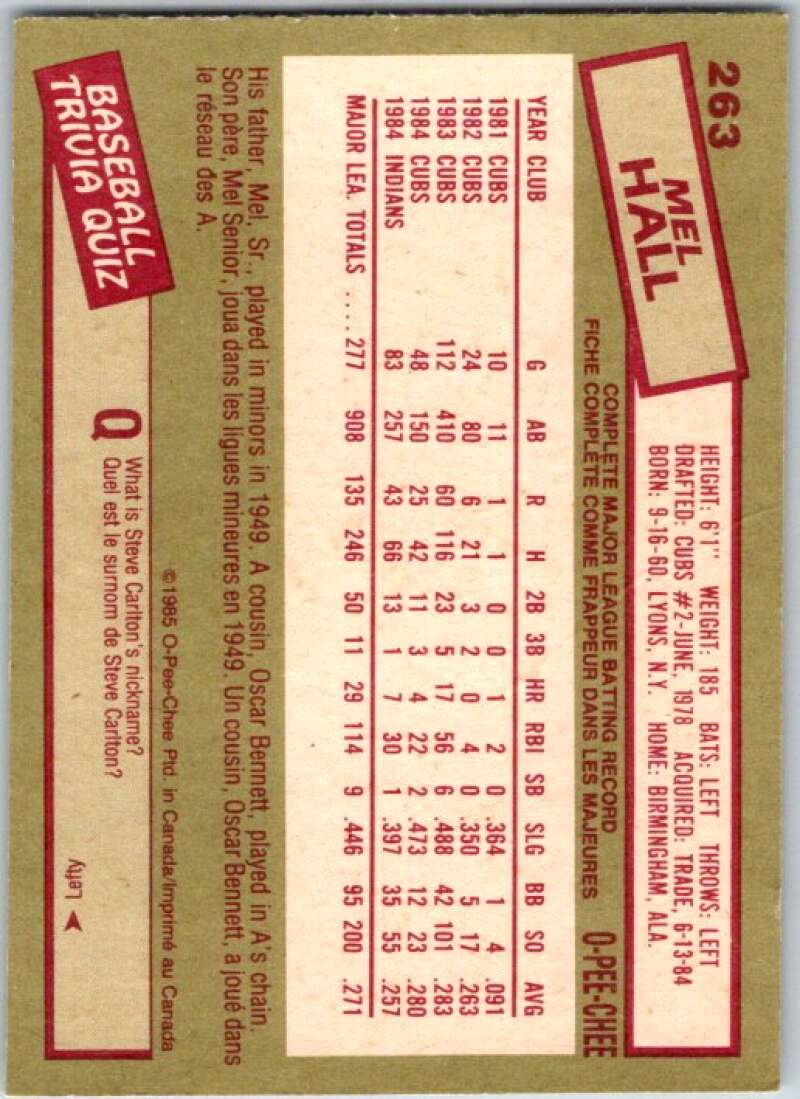 263
MEL
HALL
HEIGHT: 6'1" WEIGHT: 185 BATS: LEFT THROWS: LEFT
DRAFTED: CUBS #2-JUNE, 1978 ACQUIRED: TRADE, 6-13-84
BORN: 9-16-60, LYONS, N.Y. HOME: BIRMINGHAM, ALA.
COMPLETE MAJOR LEAGUE BATTING RECORD
FICHE COMPLÈTE COMME FRAPPEUR DANS LES MAJEURES
O-PEE-CHEE
YEAR CLUB G AB R H 2B 3B HR RBI SB SLG BB SO AVG
1981 CUBS 10 11 1 1 0 0 1 2 0 .364 1 4 .091
1982 CUBS 24 80 6 21 3 2 0 4 0 .350 5 17 .263
1983 CUBS 112 410 60 116 23 5 17 56 6 .488 42 101 .283
1984 CUBS 48 150 25 42 11 3 4 22 2 .473 12 23 .280
1984 INDIANS 83 257 43 66 13 1 7 30 1 .397 35 55 .257
MAJOR LEA. TOTALS .... 277 908 135 246 50 11 29 114 9 .446 95 200 .271
His father, Mel, Sr., played in minors in 1949. A cousin, Oscar Bennett, played in A's chain.
Son père, Mel Senior, joua dans les ligues mineures en 1949. Un cousin, Oscar Bennett, a joué dans
le réseau des A.
©1985 O-Pee-Chee Ptd. in Canada/Imprimé au Canada
BASEBALL
TRIVIA QUIZ
Q What is Steve Carlton's nickname?
Quel est le surnom de Steve Carlton?
Lefty